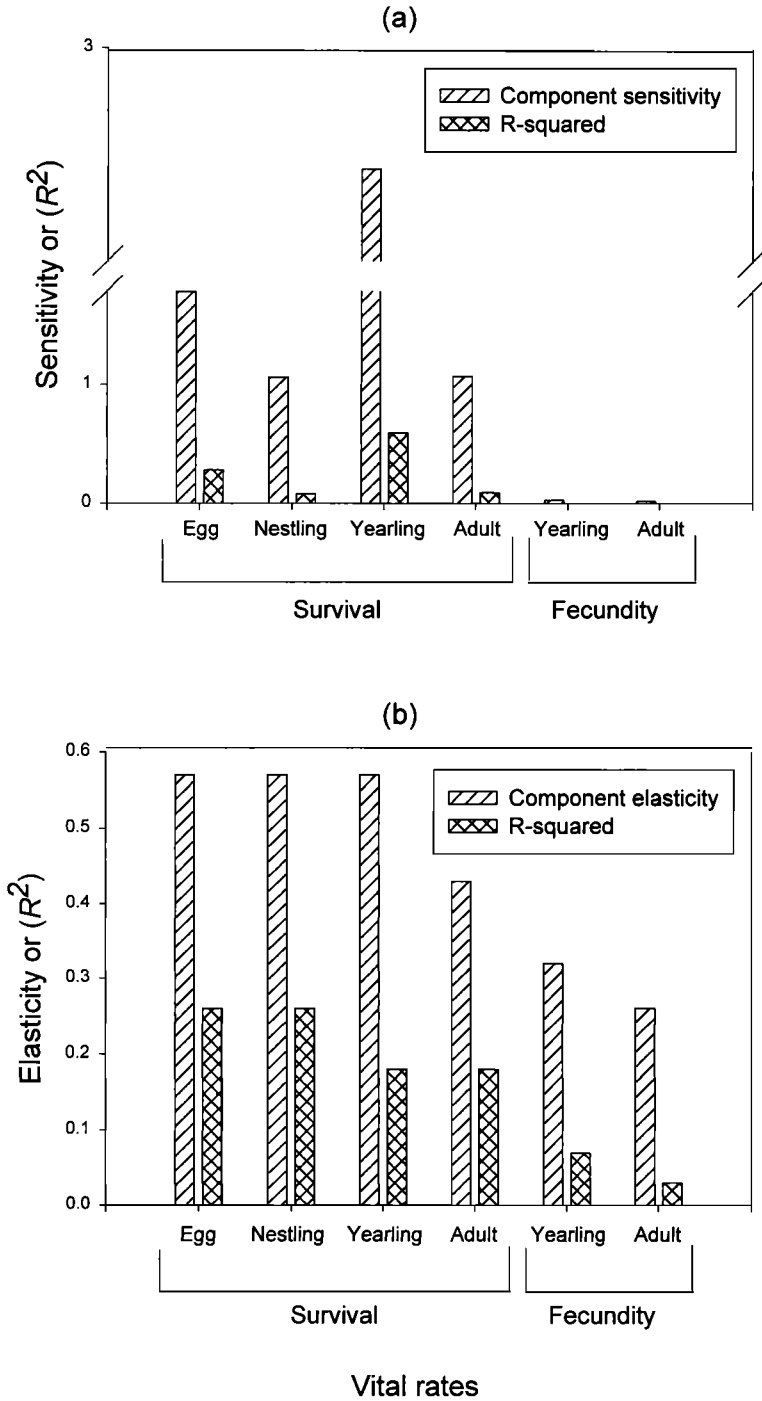 (a)
3
Component sensitivity
R-squared
Sensitivity or (R²)
1
0
Egg Nestling Yearling Adult Yearling Adult
Survival Fecundity
(b)
0.6
Component elasticity
R-squared
0.5
0.4
Elasticity or (R²)
0.3
0.2
0.1
0.0
Egg Nestling Yearling Adult Yearling Adult
Survival Fecundity
Vital rates